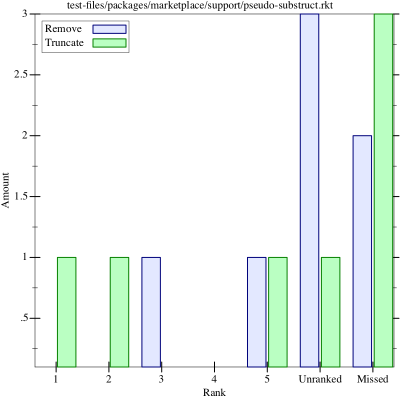 test-files/packages/marketplace/support/pseudo-substruct.rkt
Remove
Truncate
3
2.5
2
1.5
1
.5
Amount
1 2 3 4 5 Unranked Missed
Rank